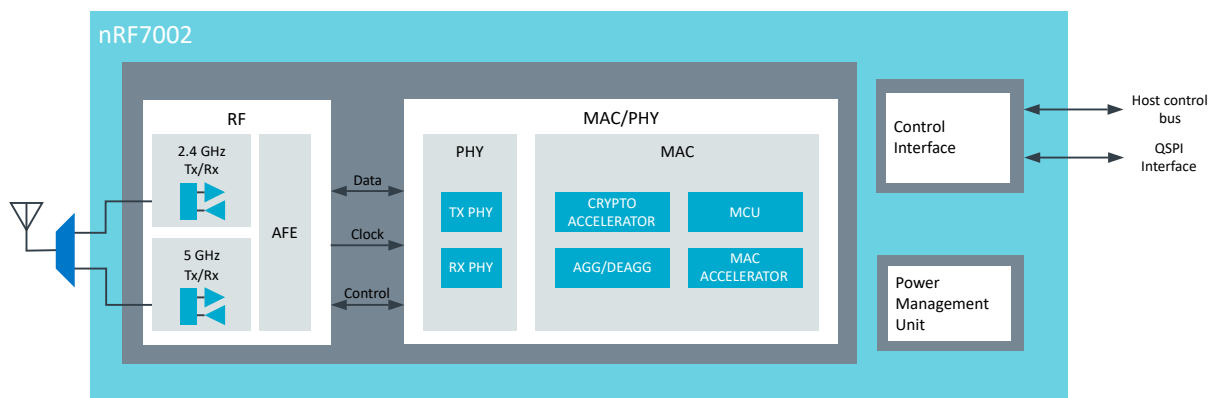 nRF7002
RF
2.4 GHz
Tx/Rx
5 GHz
Tx/Rx
AFE
Data
Clock
Control
MAC/PHY
PHY
TX PHY
RX PHY
MAC
CRYPTO
ACCELERATOR
MCU
AGG/DEAGG
MAC
ACCELERATOR
Control
Interface
Host control
bus
QSPI
Interface
Power
Management
Unit